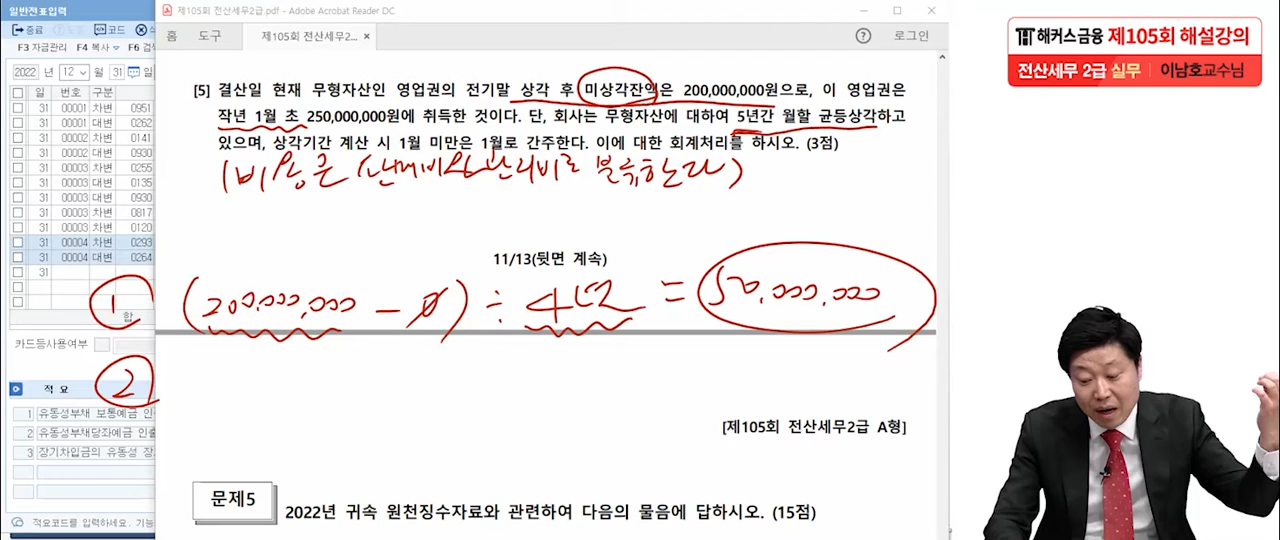 일반전표입력
제105회 전산세무2급.pdf - Adobe Acrobat Reader DC
종료
코드
F3 자금관리 F4 복사 F6 검색
홈 도구 제105회 전산세무2... × 로그인
2022 년 12 월 31 일
일 번호 구분
31 00001 차변 0951
31 00001 대변 0262
31 00002 차변 0141
31 00002 대변 0930
31 00003 차변 0255
31 00003 대변 0135
31 00003 대변 0930
31 00003 차변 0817
31 00003 차변 0120
31 00004 차변 0293
31 00004 대변 0264
31
합
카드등사용여부
적 요
1 유동성부채 보통예금 인
2 유동성부채당좌예금 인출
3 장기차입금의 유동성 장
적요코드를 입력하세요. 기능
[5] 결산일 현재 무형자산인 영업권의 전기말 상각 후 미상각잔액은 200,000,000원으로, 이 영업권은
작년 1월 초 250,000,000원에 취득한 것이다. 단, 회사는 무형자산에 대하여 5년간 월할 균등상각하고
있으며, 상각기간 계산 시 1월 미만은 1월로 간주한다. 이에 대한 회계처리를 하시오. (3점)
(비용은 판매비와관리비로 분류한다)
11/13(뒷면 계속)
1 (200,000,000 - 0) ÷ 4년 = 50,000,000
2
[제105회 전산세무2급 A형]
문제5 2022년 귀속 원천징수자료와 관련하여 다음의 물음에 답하시오. (15점)
해커스금융 제105회 해설강의
전산세무 2급 실무 이남호교수님